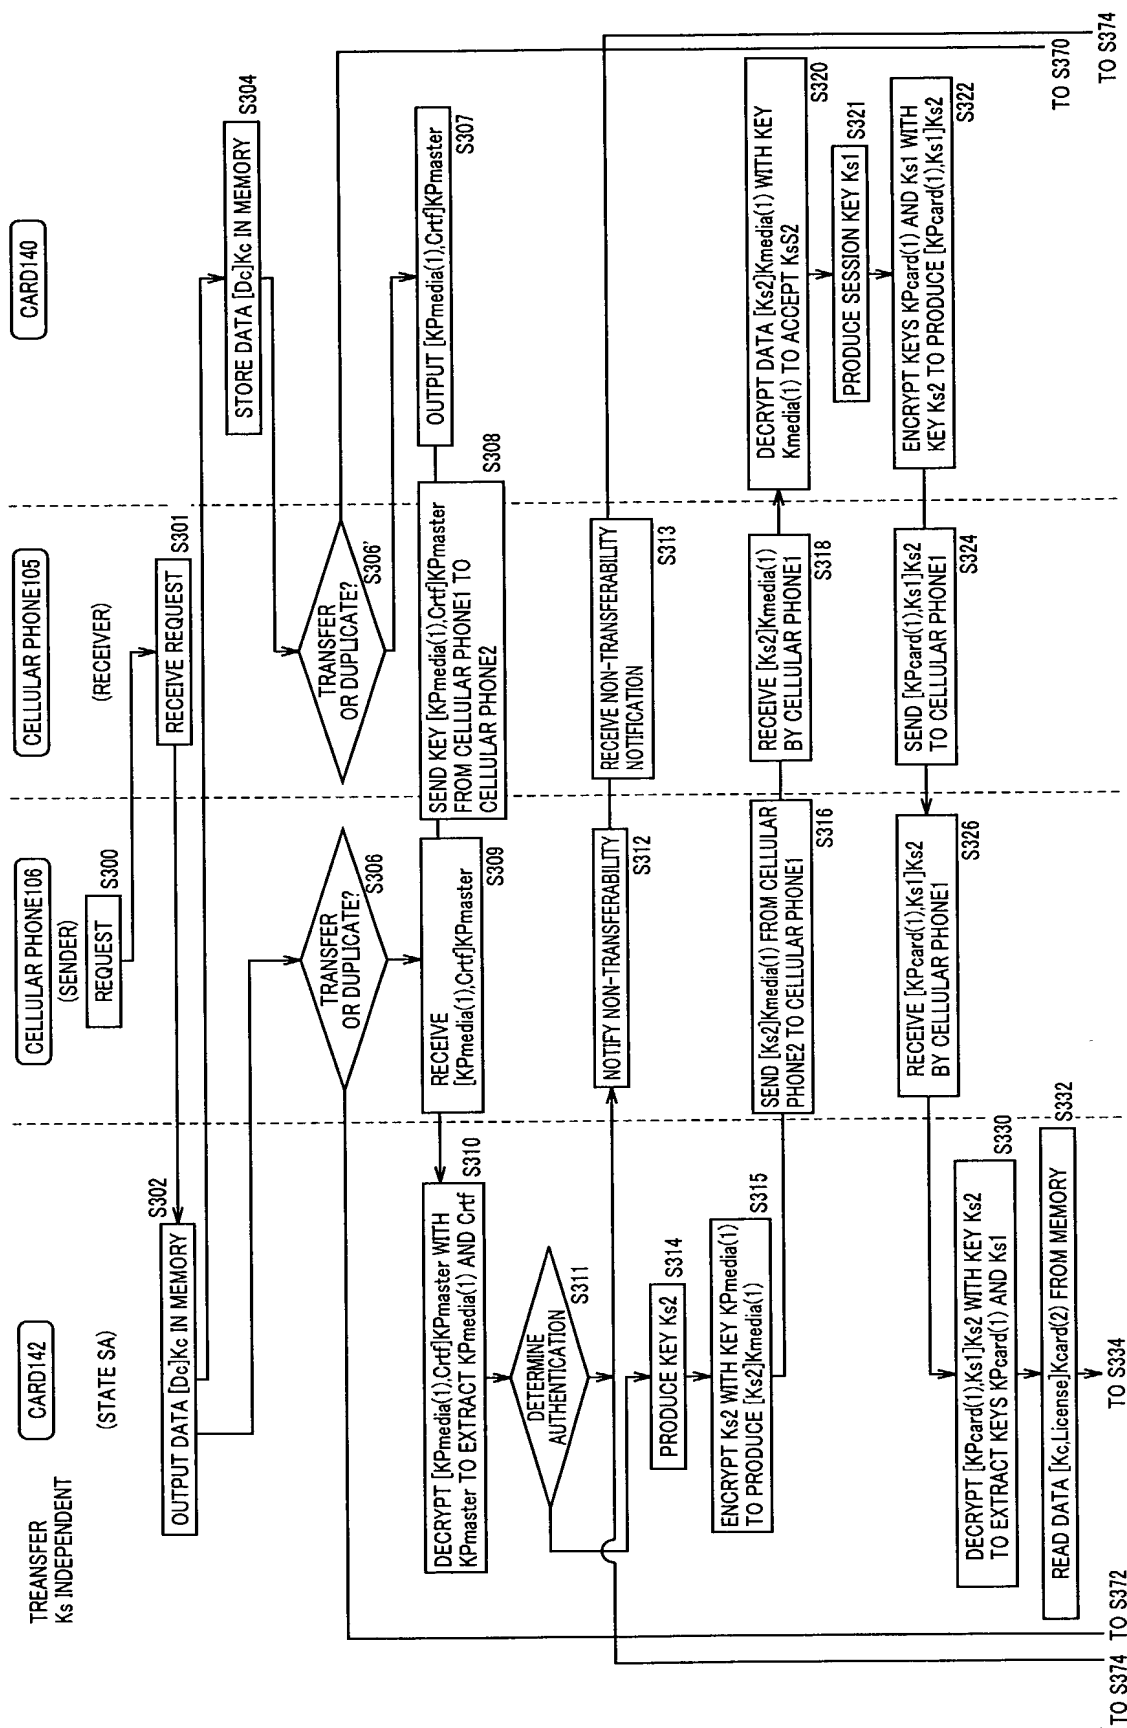 TREANSFER
Ks INDEPENDENT
CARD142
(STATE SA)
CELLULAR PHONE106
(SENDER)
CELLULAR PHONE105
(RECEIVER)
CARD140
REQUEST
S300
RECEIVE REQUEST
S301
OUTPUT DATA [Dc]Kc IN MEMORY
S302
STORE DATA [Dc]Kc IN MEMORY
S304
TRANSFER
OR DUPLICATE?
S306
TRANSFER
OR DUPLICATE?
S306'
OUTPUT [KPmedia(1),Crtf]KPmaster
S307
SEND KEY [KPmedia(1),Crtf]KPmaster
FROM CELLULAR PHONE1 TO
CELLULAR PHONE2
S308
RECEIVE
[KPmedia(1),Crtf]KPmaster
S309
DECRYPT [KPmedia(1),Crtf]KPmaster WITH
KPmaster TO EXTRACT KPmedia(1) AND Crtf
S310
DETERMINE
AUTHENTICATION
S311
NOTIFY NON-TRANSFERABILITY
S312
RECEIVE NON-TRANSFERABILITY
NOTIFICATION
S313
PRODUCE KEY Ks2
S314
ENCRYPT Ks2 WITH KEY KPmedia(1)
TO PRODUCE [Ks2]Kmedia(1)
S315
SEND [Ks2]Kmedia(1) FROM CELLULAR
PHONE2 TO CELLULAR PHONE1
S316
RECEIVE [Ks2]Kmedia(1)
BY CELLULAR PHONE1
S318
DECRYPT DATA [Ks2]Kmedia(1) WITH KEY
Kmedia(1) TO ACCEPT KsS2
S320
PRODUCE SESSION KEY Ks1
S321
ENCRYPT KEYS KPcard(1) AND Ks1 WITH
KEY Ks2 TO PRODUCE [KPcard(1),Ks1]Ks2
S322
SEND [KPcard(1),Ks1]Ks2
TO CELLULAR PHONE1
S324
RECEIVE [KPcard(1),Ks1]Ks2
BY CELLULAR PHONE1
S326
DECRYPT [KPcard(1),Ks1]Ks2 WITH KEY Ks2
TO EXTRACT KEYS KPcard(1) AND Ks1
S330
READ DATA [Kc,License]Kcard(2) FROM MEMORY
S332
TO S374
TO S372
TO S334
TO S370
TO S374